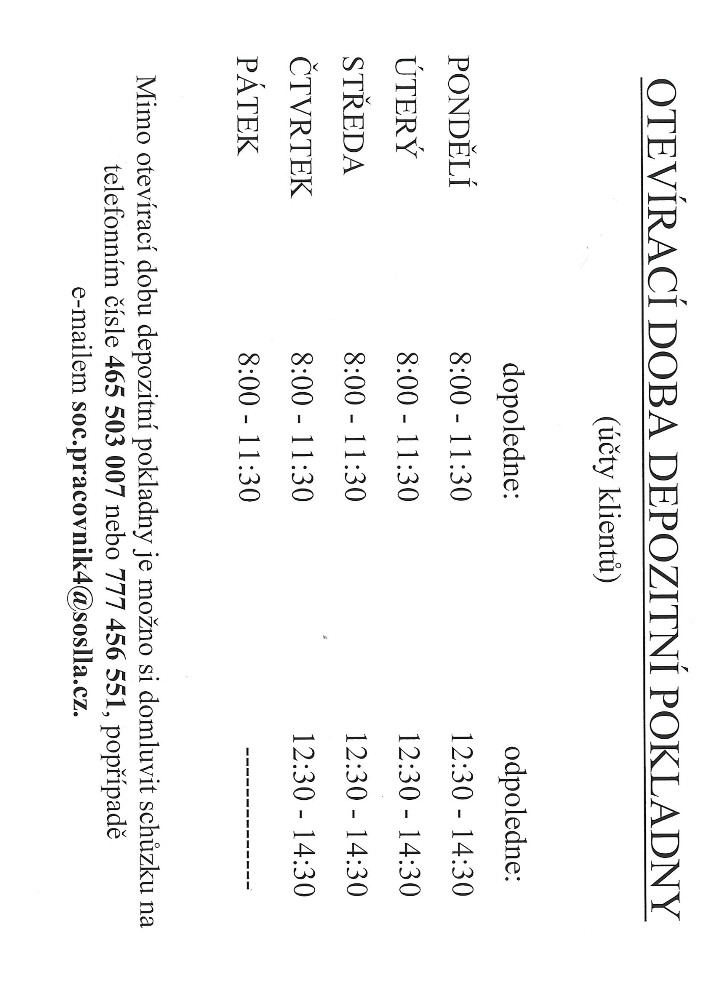 OTEVÍRACÍ DOBA DEPOZITNÍ POKLADNY
(účty klientů)
dopoledne: odpoledne:
PONDĚLÍ 8:00 - 11:30 12:30 - 14:30
ÚTERÝ 8:00 - 11:30 12:30 - 14:30
STŘEDA 8:00 - 11:30 12:30 - 14:30
ČTVRTEK 8:00 - 11:30 12:30 - 14:30
PÁTEK 8:00 - 11:30 --------------
Mimo otevírací dobu depozitní pokladny je možno si domluvit schůzku na
telefonním čísle 465 503 007 nebo 777 456 551, popřípadě
e-mailem soc.pracovnik4@soslla.cz.